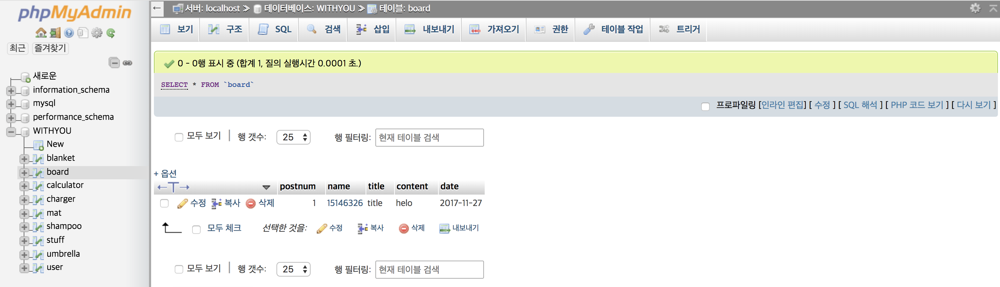 phpMyAdmin
최근 즐겨찾기
새로운
information_schema
mysql
performance_schema
WITHYOU
New
blanket
board
calculator
charger
mat
shampoo
stuff
umbrella
user
← 서버: localhost » 데이터베이스: WITHYOU » 테이블: board
보기 구조 SQL 검색 삽입 내보내기 가져오기 권한 테이블 작업 트리거
0 - 0행 표시 중 (합계 1, 질의 실행시간 0.0001 초.)
SELECT * FROM `board`
프로파일링 [인라인 편집] [ 수정 ] [ SQL 해석 ] [ PHP 코드 보기 ] [ 다시 보기 ]
모두 보기 | 행 갯수: 25 행 필터링: 현재 테이블 검색
+ 옵션
←T→ postnum name title content date
수정 복사 삭제 1 15146326 title helo 2017-11-27
모두 체크 선택한 것을: 수정 복사 삭제 내보내기
모두 보기 | 행 갯수: 25 행 필터링: 현재 테이블 검색